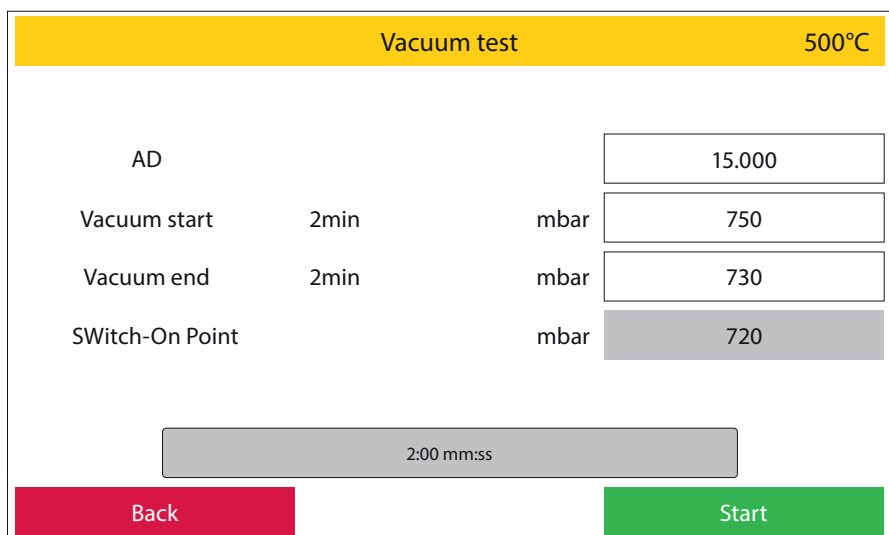 Vacuum test 500°C
AD 15.000
Vacuum start 2min mbar 750
Vacuum end 2min mbar 730
SWitch-On Point mbar 720
2:00 mm:ss
Back Start